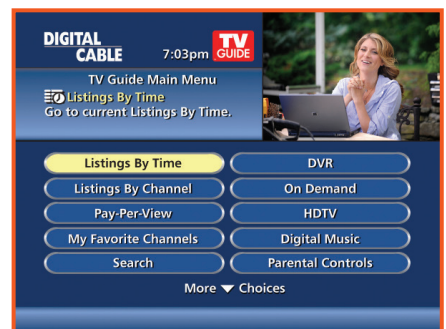 DIGITAL
CABLE
7:03pm
TV
GUIDE
TV Guide Main Menu
Listings By Time
Go to current Listings By Time.
Listings By Time
DVR
Listings By Channel
On Demand
Pay-Per-View
HDTV
My Favorite Channels
Digital Music
Search
Parental Controls
More Choices